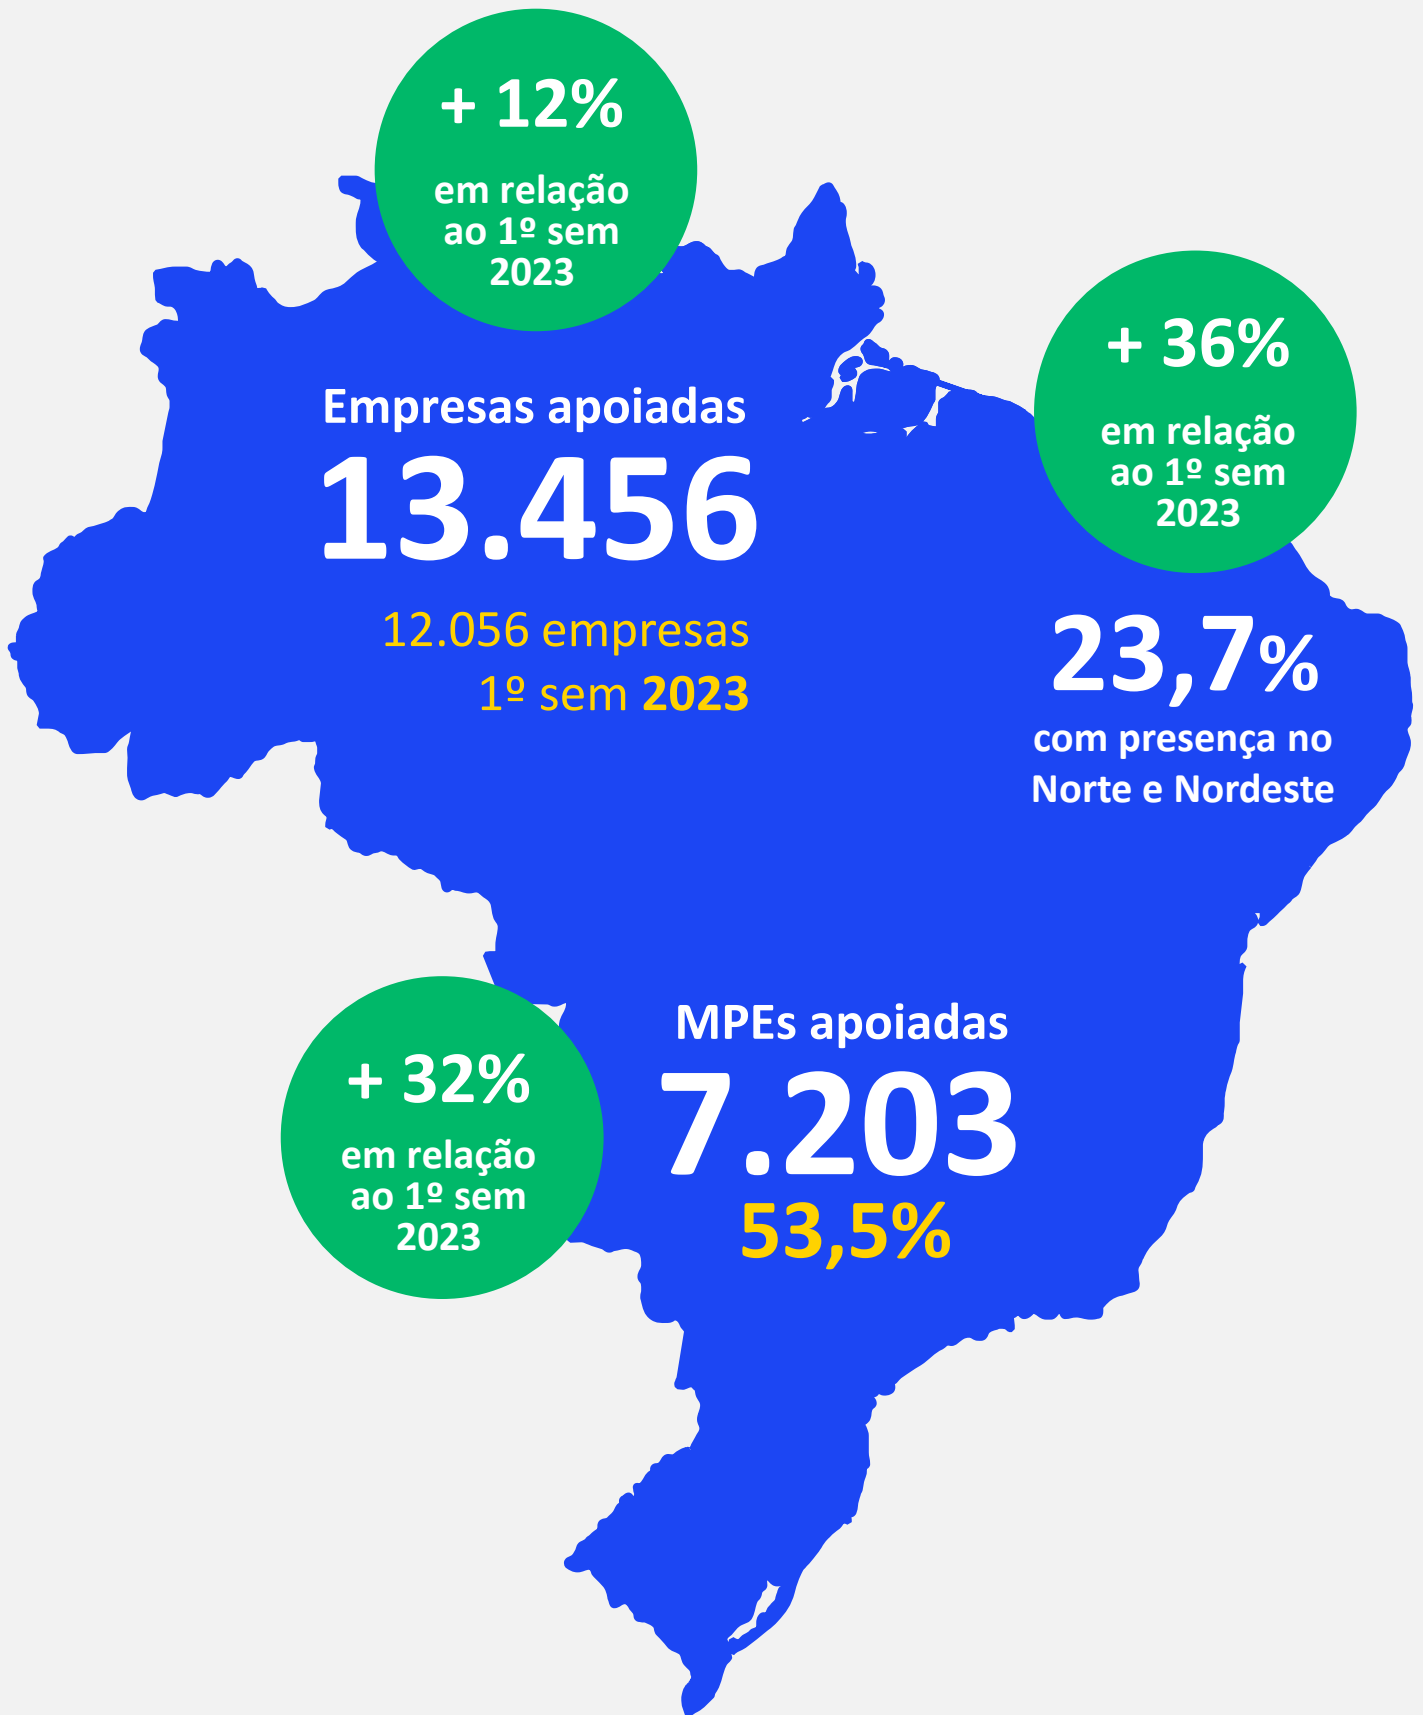 + 12%
em relação
ao 1º sem
2023
Empresas apoiadas
13.456
12.056 empresas
1º sem 2023
+ 36%
em relação
ao 1º sem
2023
23,7%
com presença no
Norte e Nordeste
+ 32%
em relação
ao 1º sem
2023
MPEs apoiadas
7.203
53,5%